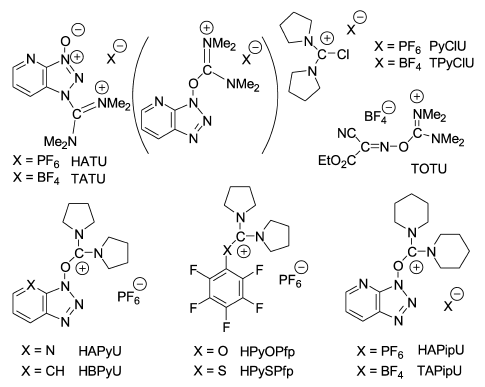 O⊖ X⊖
N N⊕ N N
⊕ NMe2
Me2N
X = PF6 HATU
X = BF4 TATU
⊕ NMe2 X⊖
O C NMe2
N N N N
N C Cl ⊕ N X⊖
X = PF6 PyClU
X = BF4 TPyClU
BF4⊖ ⊕ NMe2
NC C=N O C NMe2
EtO2C
TOTU
N C N ⊕ O
X N N N PF6⊖
X = N HAPyU
X = CH HBPyU
N C N ⊕ X
F F F F F PF6⊖
X = O HPyOPfp
X = S HPySPfp
N C N ⊕ O
N N N N X⊖
X = PF6 HAPipU
X = BF4 TAPipU